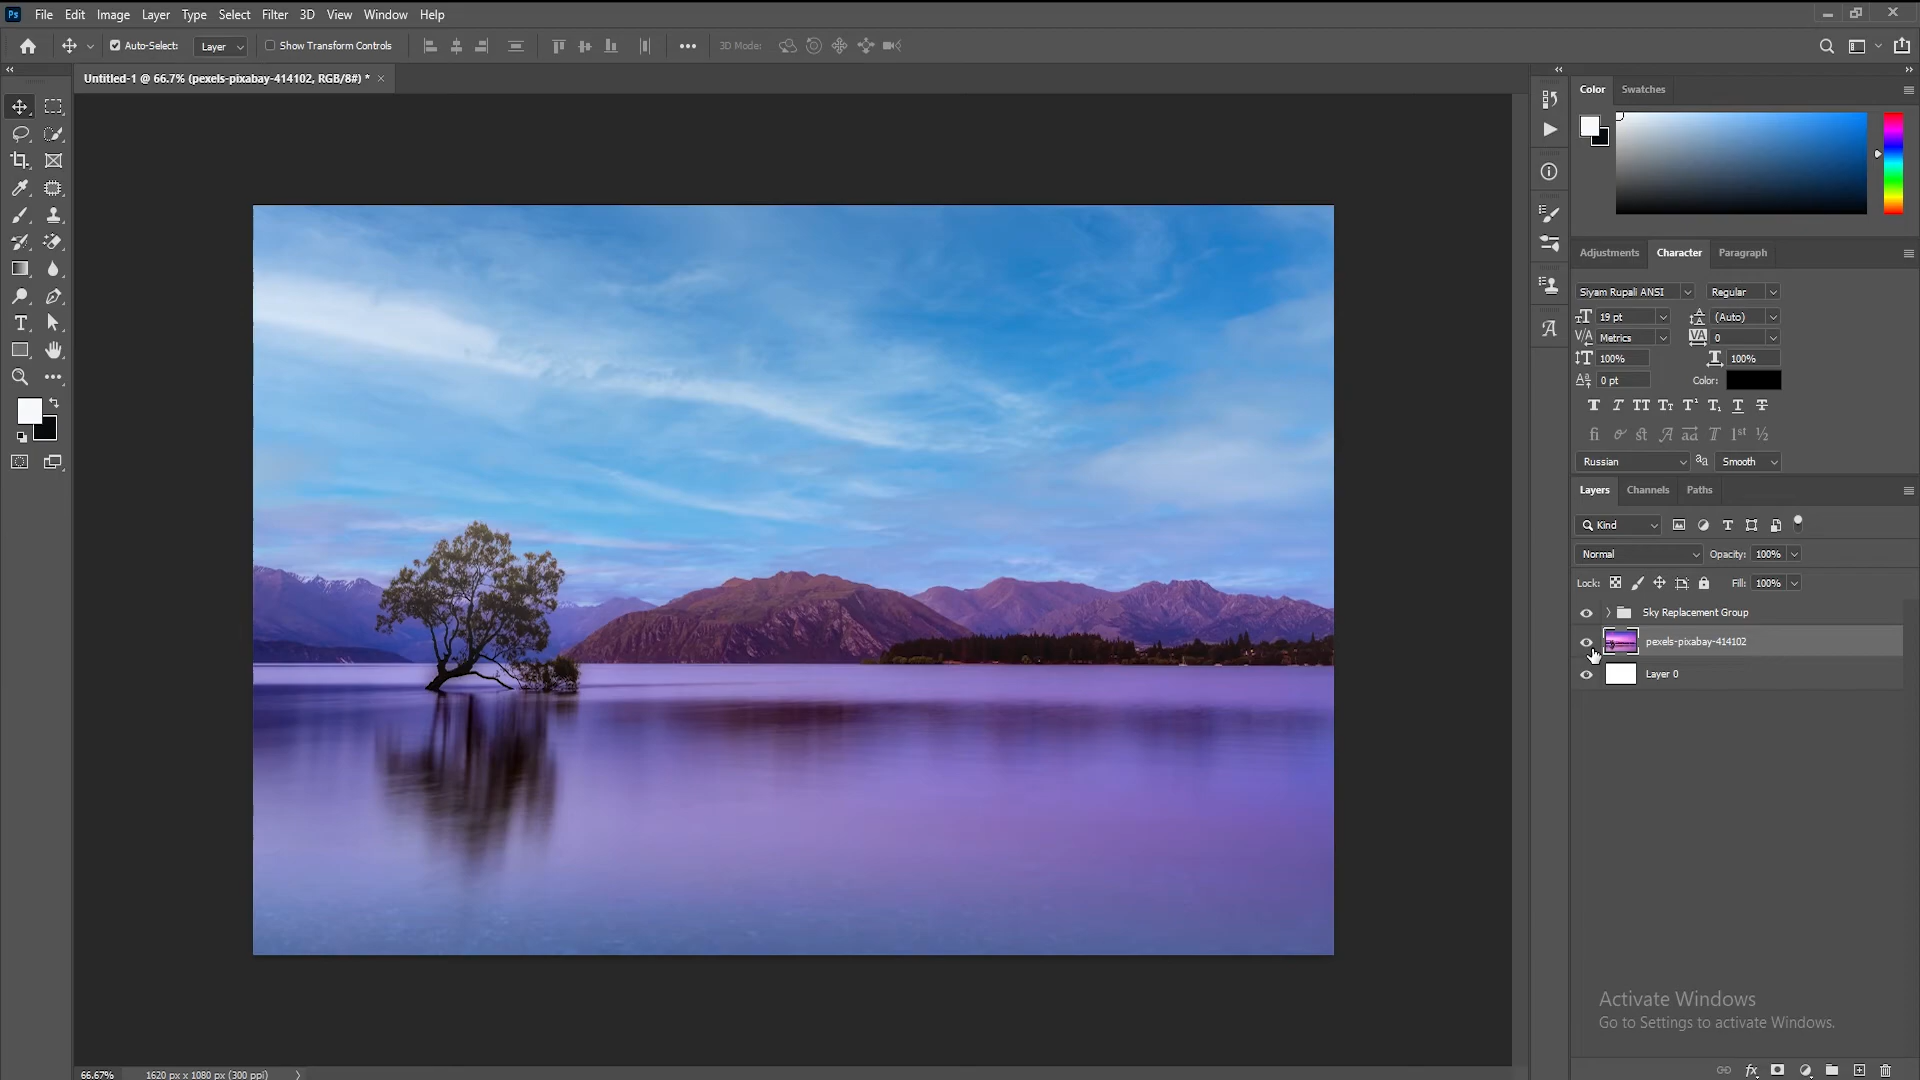 Ps File Edit Image Layer Type Select Filter 3D View Window Help
Auto-Select: Layer Show Transform Controls 3D Mode:
Untitled-1 @ 66.7% (pexels-pixabay-414102, RGB/8#) *
Color Swatches
Adjustments Character Paragraph
Siyam Rupali ANSI Regular
19 pt (Auto)
Metrics 0
100% 100%
0 pt Color:
Russian aa Smooth
Layers Channels Paths
Kind
Normal Opacity: 100%
Lock: Fill: 100%
Sky Replacement Group
pexels-pixabay-414102
Layer 0
Activate Windows
Go to Settings to activate Windows.
66.67% 1620 px x 1080 px (300 ppi)